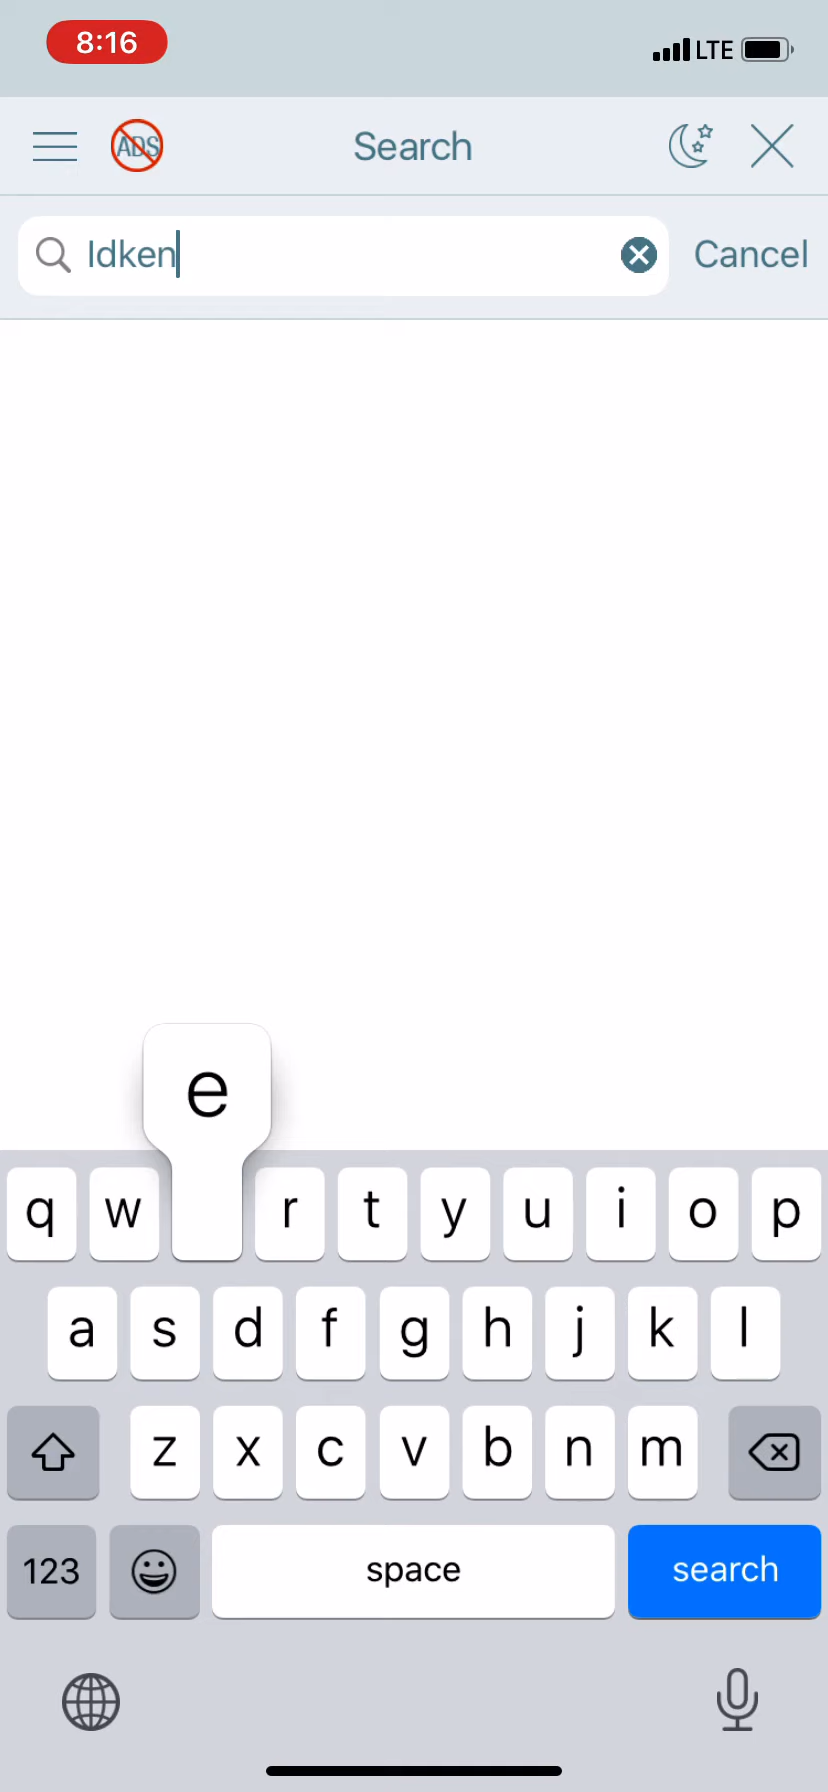 8:16 LTE
ADS Search
Idken Cancel
e
q w r t y u i o p
a s d f g h j k l
z x c v b n m
123 space search